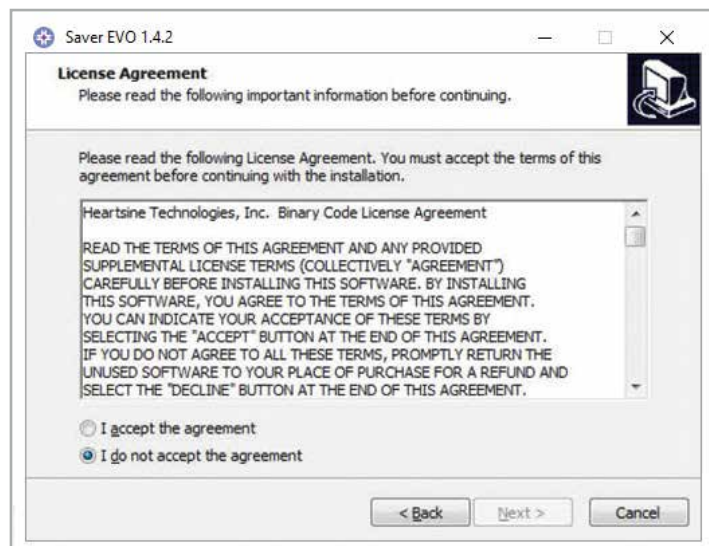 Saver EVO 1.4.2
License Agreement
Please read the following important information before continuing.
Please read the following License Agreement. You must accept the terms of this
agreement before continuing with the installation.
Heartsine Technologies, Inc.  Binary Code License Agreement
READ THE TERMS OF THIS AGREEMENT AND ANY PROVIDED
SUPPLEMENTAL LICENSE TERMS (COLLECTIVELY "AGREEMENT")
CAREFULLY BEFORE INSTALLING THIS SOFTWARE. BY INSTALLING
THIS SOFTWARE, YOU AGREE TO THE TERMS OF THIS AGREEMENT.
YOU CAN INDICATE YOUR ACCEPTANCE OF THESE TERMS BY
SELECTING THE "ACCEPT" BUTTON AT THE END OF THIS AGREEMENT.
IF YOU DO NOT AGREE TO ALL THESE TERMS, PROMPTLY RETURN THE
UNUSED SOFTWARE TO YOUR PLACE OF PURCHASE FOR A REFUND AND
SELECT THE "DECLINE" BUTTON AT THE END OF THIS AGREEMENT.
I accept the agreement
I do not accept the agreement
< Back Next > Cancel